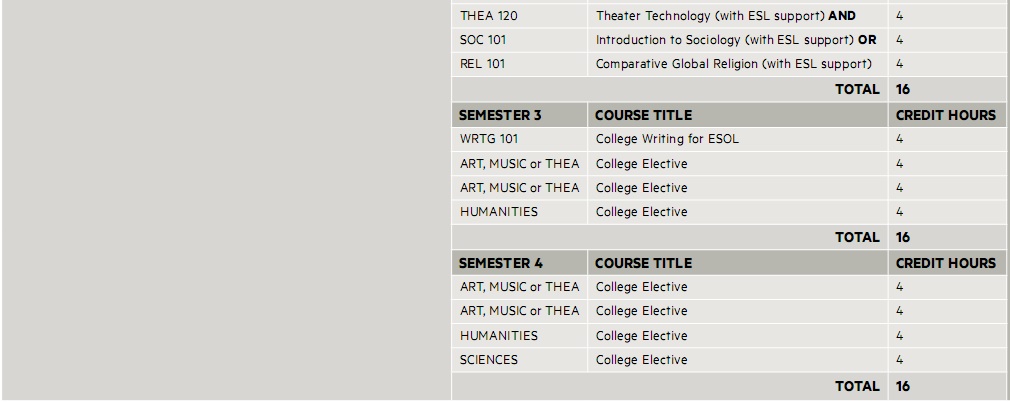 THEA 120 Theater Technology (with ESL support) AND 4
SOC 101 Introduction to Sociology (with ESL support) OR 4
REL 101 Comparative Global Religion (with ESL support) 4
TOTAL 16
SEMESTER 3 COURSE TITLE CREDIT HOURS
WRTG 101 College Writing for ESOL 4
ART, MUSIC or THEA College Elective 4
ART, MUSIC or THEA College Elective 4
HUMANITIES College Elective 4
TOTAL 16
SEMESTER 4 COURSE TITLE CREDIT HOURS
ART, MUSIC or THEA College Elective 4
ART, MUSIC or THEA College Elective 4
HUMANITIES College Elective 4
SCIENCES College Elective 4
TOTAL 16